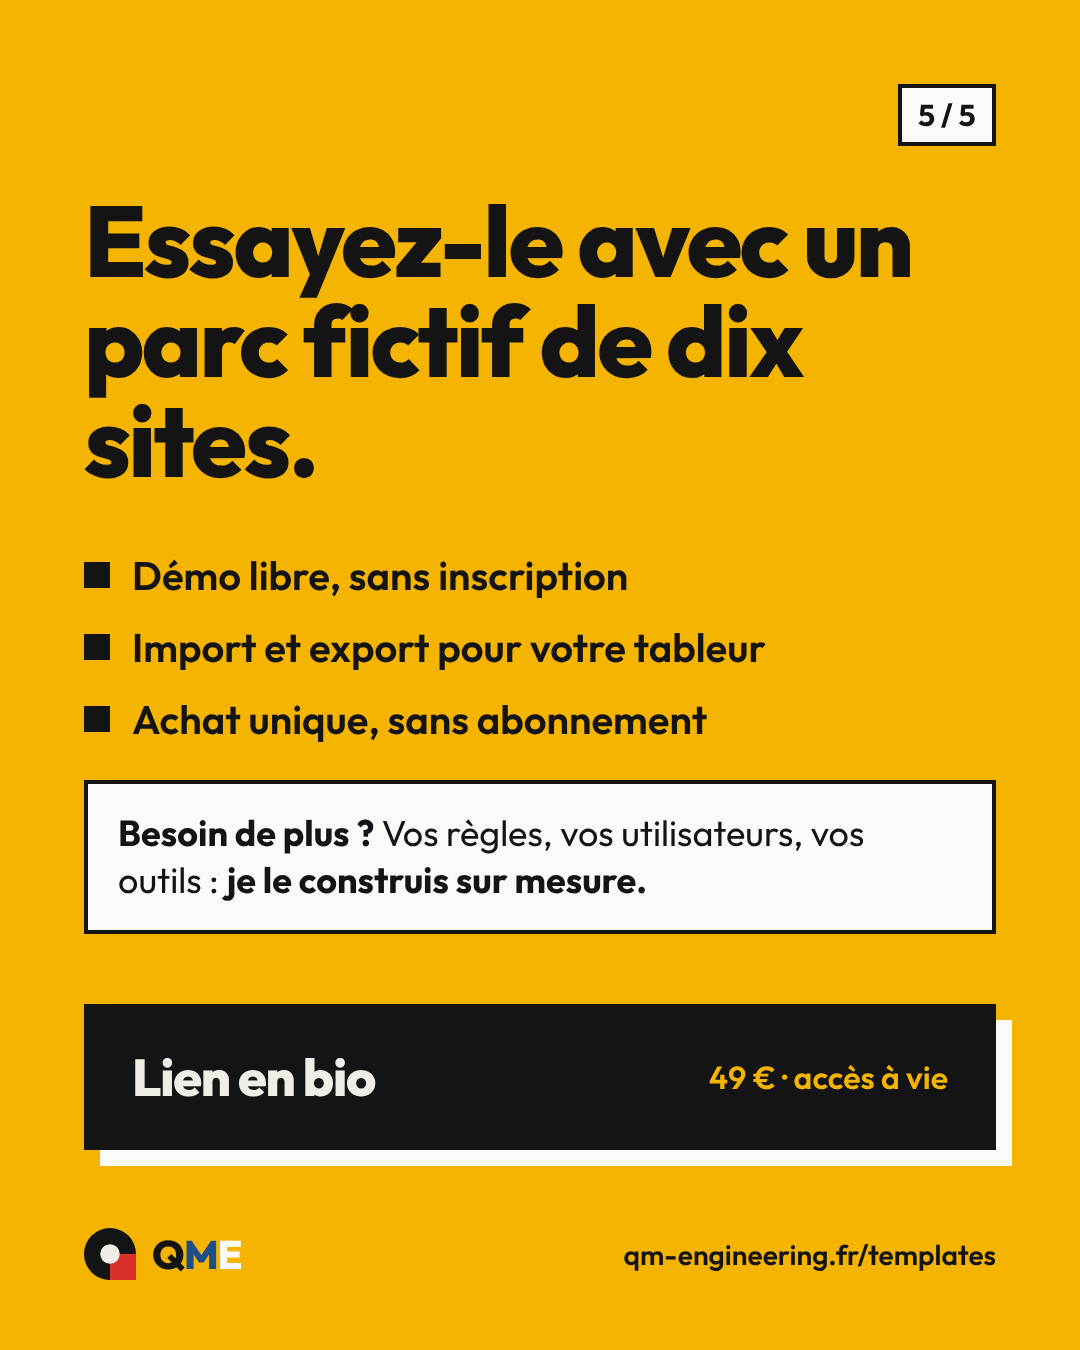 5 / 5
Essayez-le avec un
parc fictif de dix
sites.
Démo libre, sans inscription
Import et export pour votre tableur
Achat unique, sans abonnement
Besoin de plus ? Vos règles, vos utilisateurs, vos
outils : je le construis sur mesure.
Lien en bio
49 € · accès à vie
QME
qm-engineering.fr/templates